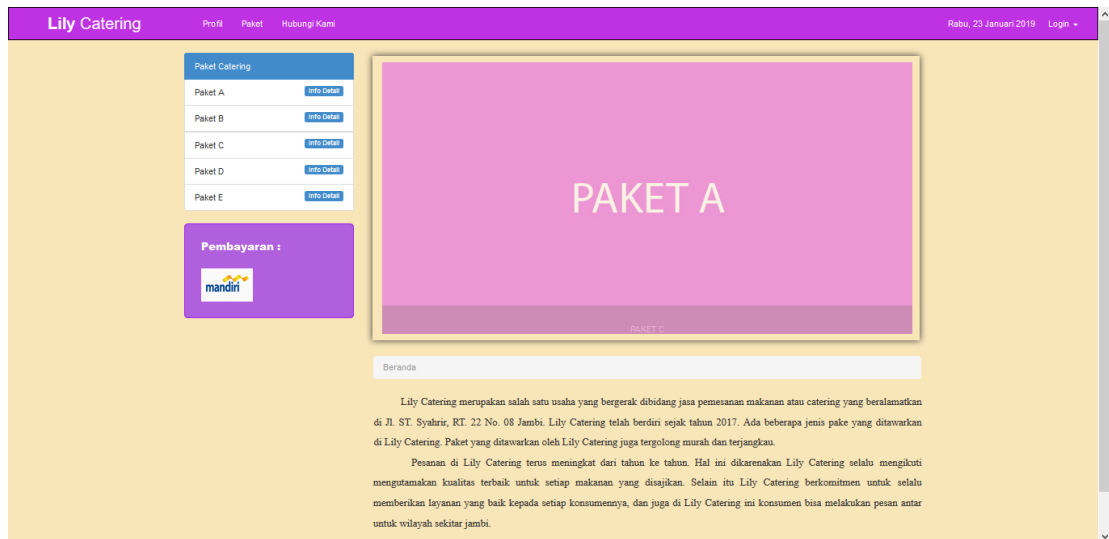 Lily Catering Profil Paket Hubungi Kami Rabu, 23 Januari 2019 Login
Paket Catering
Paket A Info Detail
Paket B Info Detail
Paket C Info Detail
Paket D Info Detail
Paket E Info Detail
Pembayaran :
mandiri
PAKET A
PAKET C
Beranda
Lily Catering merupakan salah satu usaha yang bergerak dibidang jasa pemesanan makanan atau catering yang beralamatkan
di Jl. ST. Syahrir, RT. 22 No. 08 Jambi. Lily Catering telah berdiri sejak tahun 2017. Ada beberapa jenis pake yang ditawarkan
di Lily Catering. Paket yang ditawarkan oleh Lily Catering juga tergolong murah dan terjangkau.
Pesanan di Lily Catering terus meningkat dari tahun ke tahun. Hal ini dikarenakan Lily Catering selalu mengikuti
mengutamakan kualitas terbaik untuk setiap makanan yang disajikan. Selain itu Lily Catering berkomitmen untuk selalu
memberikan layanan yang baik kepada setiap konsumennya, dan juga di Lily Catering ini konsumen bisa melakukan pesan antar
untuk wilayah sekitar jambi.